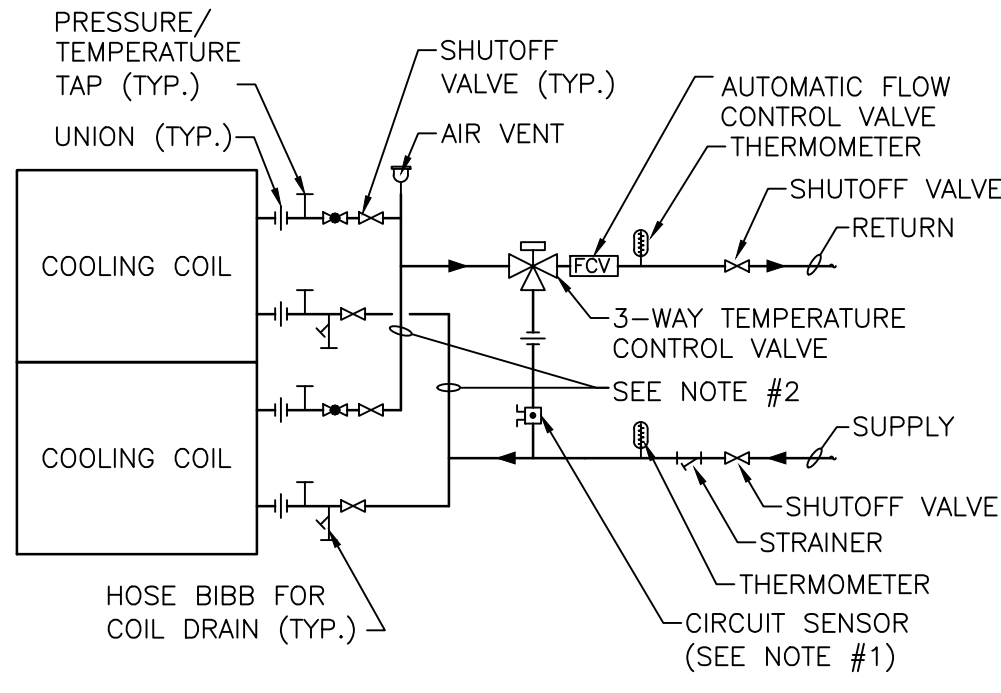 PRESSURE/
TEMPERATURE
TAP (TYP.)
UNION (TYP.)
SHUTOFF
VALVE (TYP.)
AIR VENT
AUTOMATIC FLOW
CONTROL VALVE
THERMOMETER
SHUTOFF VALVE
RETURN
COOLING COIL
FCV
3-WAY TEMPERATURE
CONTROL VALVE
SEE NOTE #2
COOLING COIL
SUPPLY
SHUTOFF VALVE
STRAINER
THERMOMETER
HOSE BIBB FOR
COIL DRAIN (TYP.)
CIRCUIT SENSOR
(SEE NOTE #1)